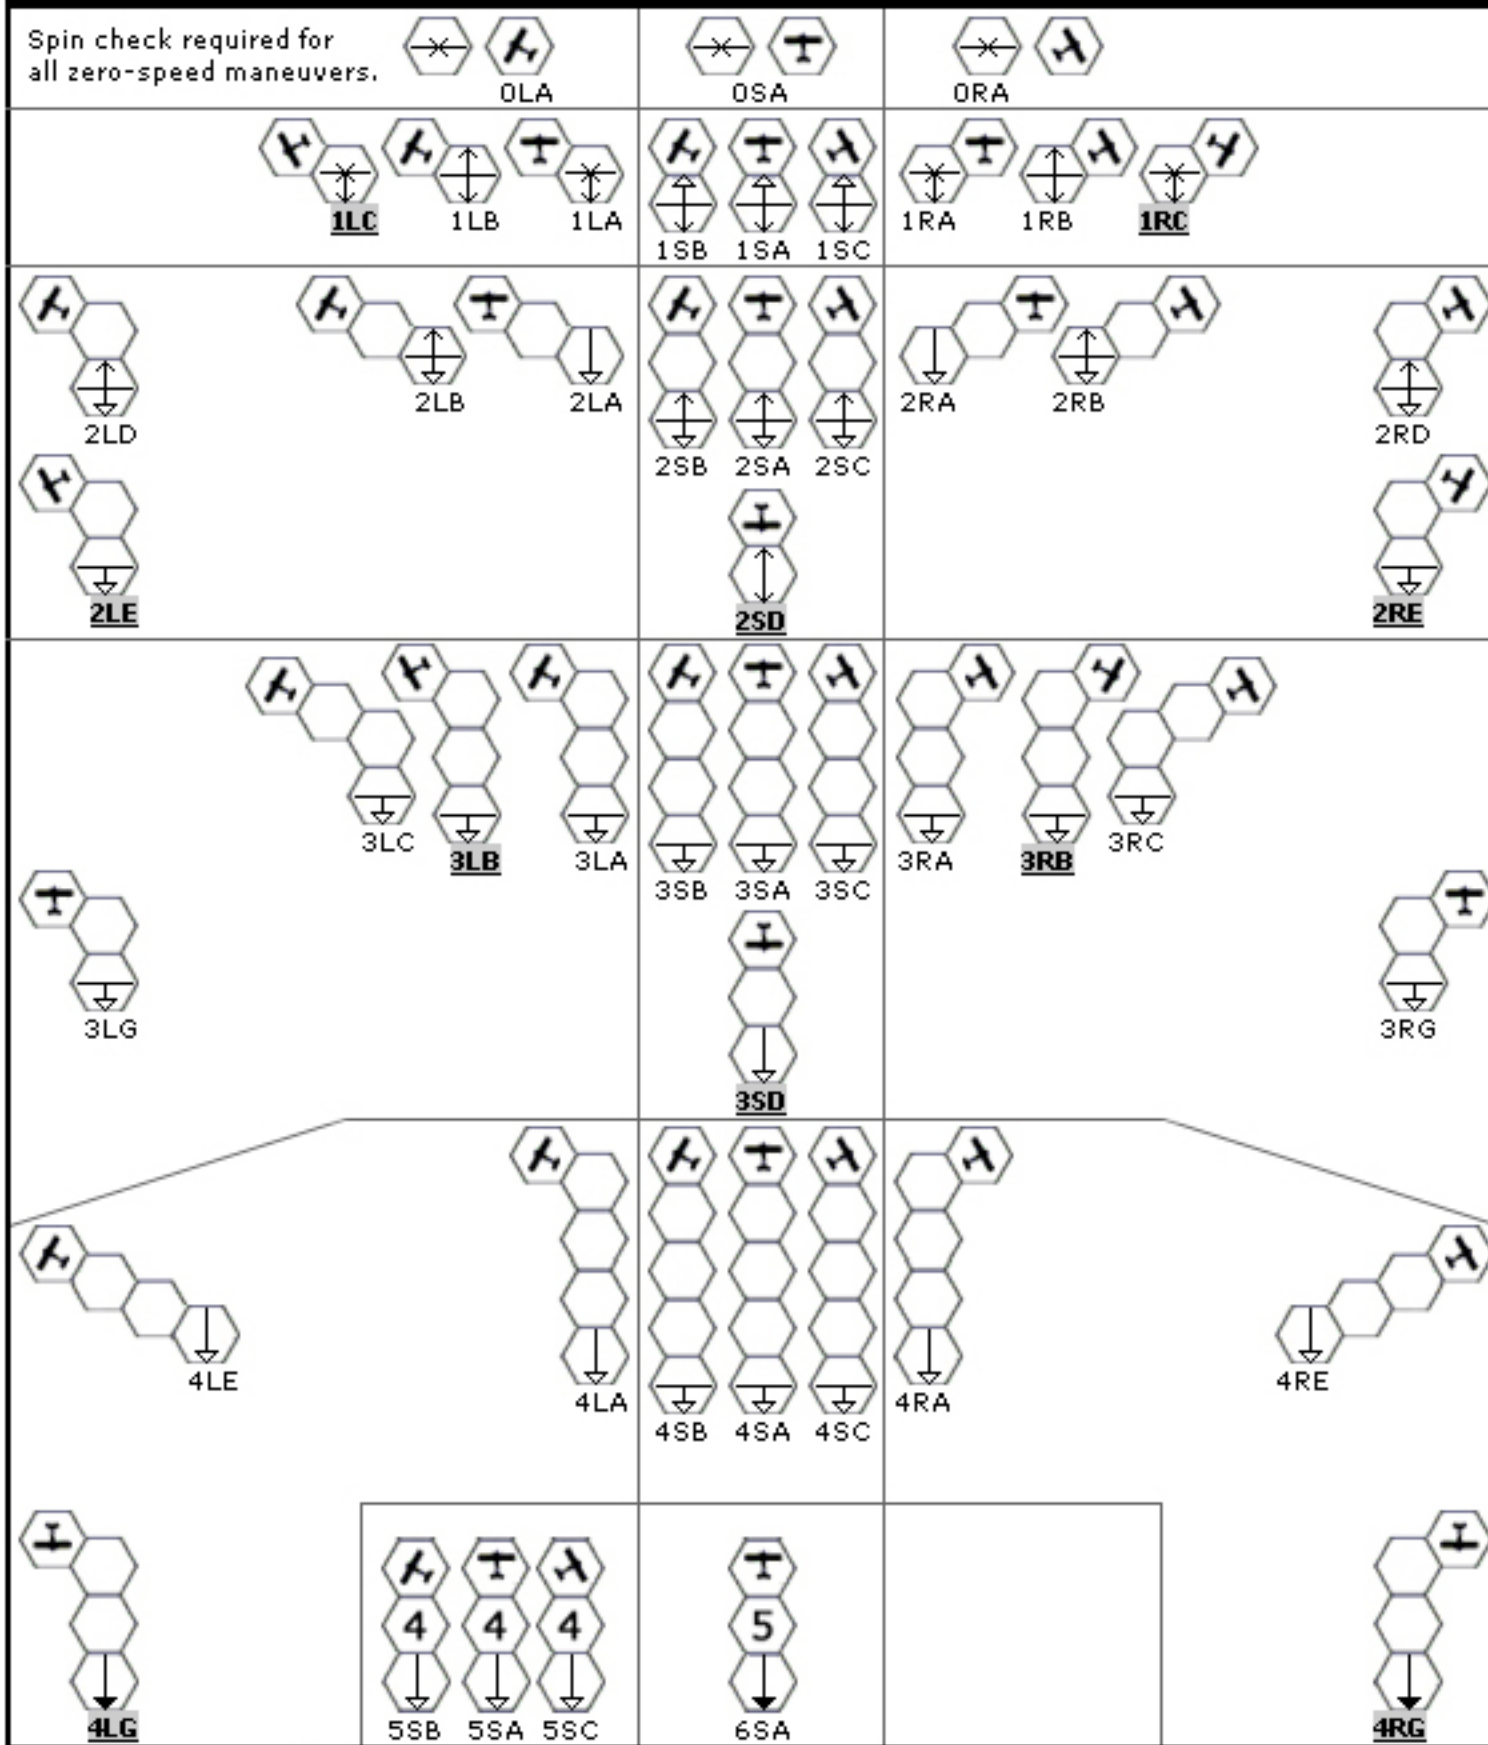 Spin check required for
all zero-speed maneuvers.
0LA
0SA
0RA
1LC
1LB
1LA
1SB
1SA
1SC
1RA
1RB
1RC
2LD
2LB
2LA
2SB
2SA
2SC
2RA
2RB
2RD
2LE
2SD
2RE
3LC
3LB
3LA
3SB
3SA
3SC
3RA
3RB
3RC
3LG
3SD
3RG
4LE
4LA
4SB
4SA
4SC
4RA
4RE
4LG
4
4
4
5SB
5SA
5SC
5
6SA
4RG